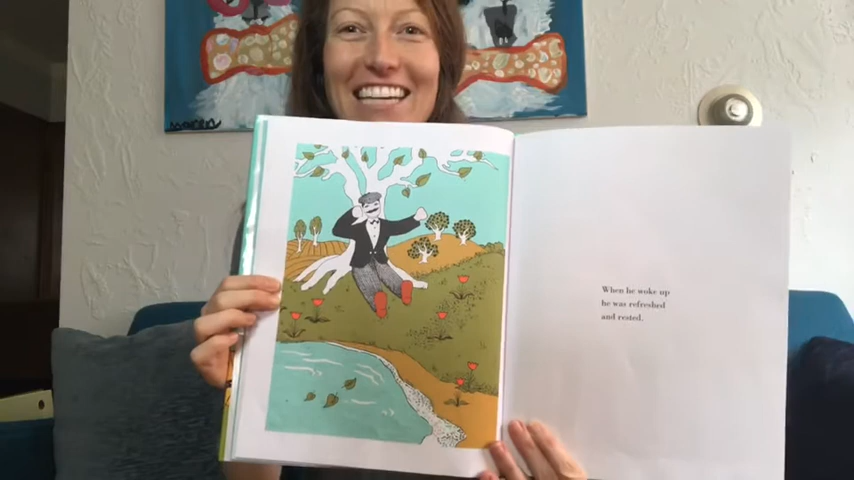 When he woke up
he was refreshed
and rested.